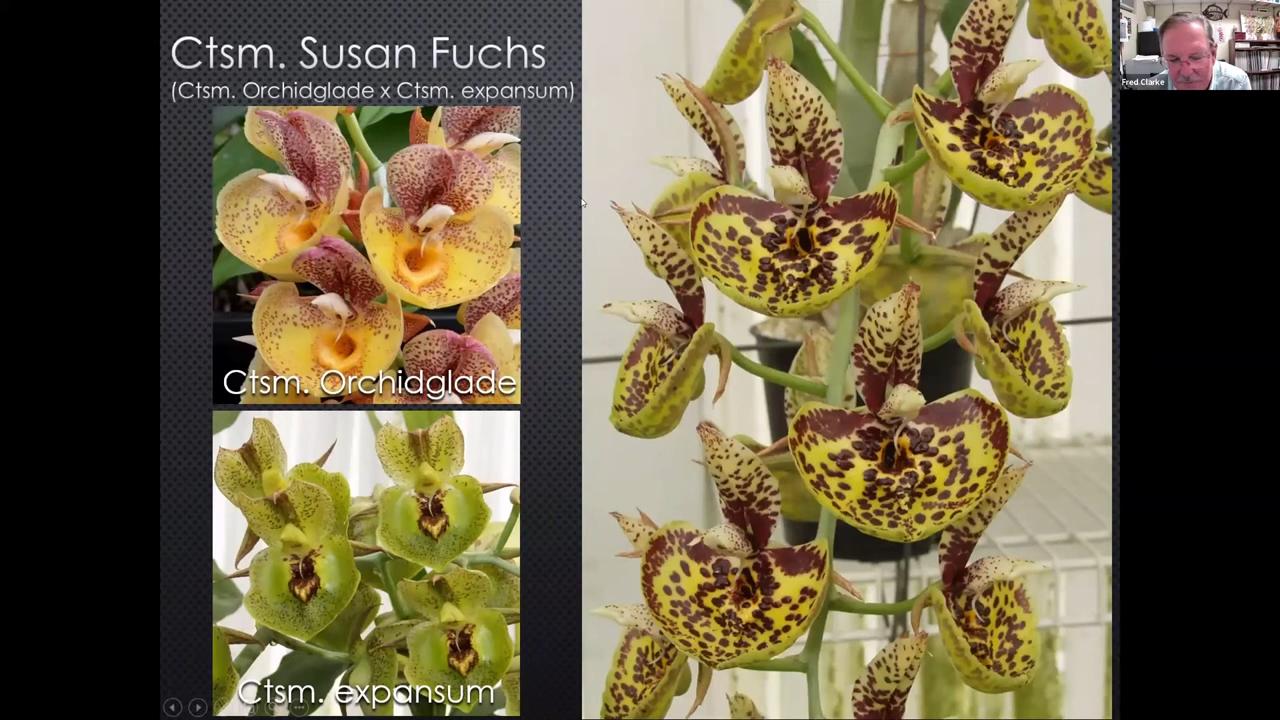 Ctsm. Susan Fuchs
(Ctsm. Orchidglade x Ctsm. expansum)
Ctsm. Orchidglade
Ctsm. expansum
Fred Clarke